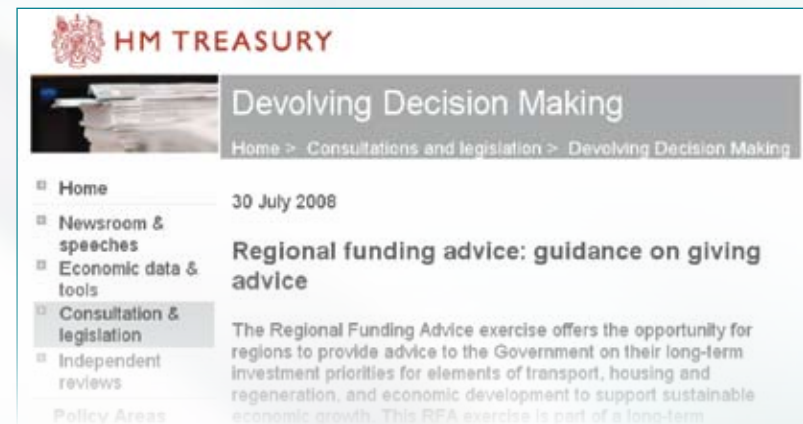 HM TREASURY
Devolving Decision Making
Home > Consultations and legislation > Devolving Decision Making
Home
Newsroom &
speeches
Economic data &
tools
Consultation &
legislation
Independent
reviews
Policy Areas
30 July 2008
Regional funding advice: guidance on giving
advice
The Regional Funding Advice exercise offers the opportunity for
regions to provide advice to the Government on their long-term
investment priorities for elements of transport, housing and
regeneration, and economic development to support sustainable
economic growth. This RFA exercise is part of a long-term